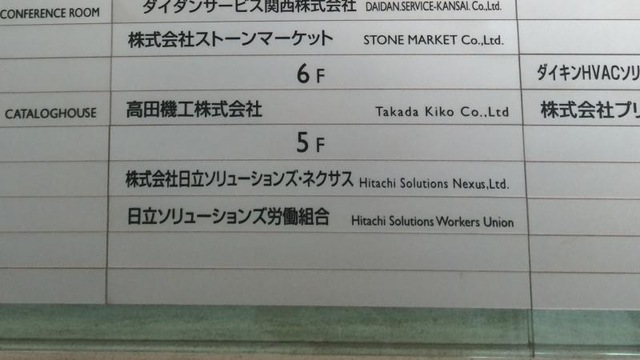 ダイダンサービス関西株式会社 DAIDAN.SERVICE-KANSAI. Co.,Ltd.
CONFERENCE ROOM
株式会社ストーンマーケット STONE MARKET Co.,Ltd.
6 F
ダイキンHVACソリ
CATALOGHOUSE
高田機工株式会社 Takada Kiko Co.,Ltd
株式会社プリ
5 F
株式会社日立ソリューションズ・ネクサス Hitachi Solutions Nexus,Ltd.
日立ソリューションズ労働組合 Hitachi Solutions Workers Union